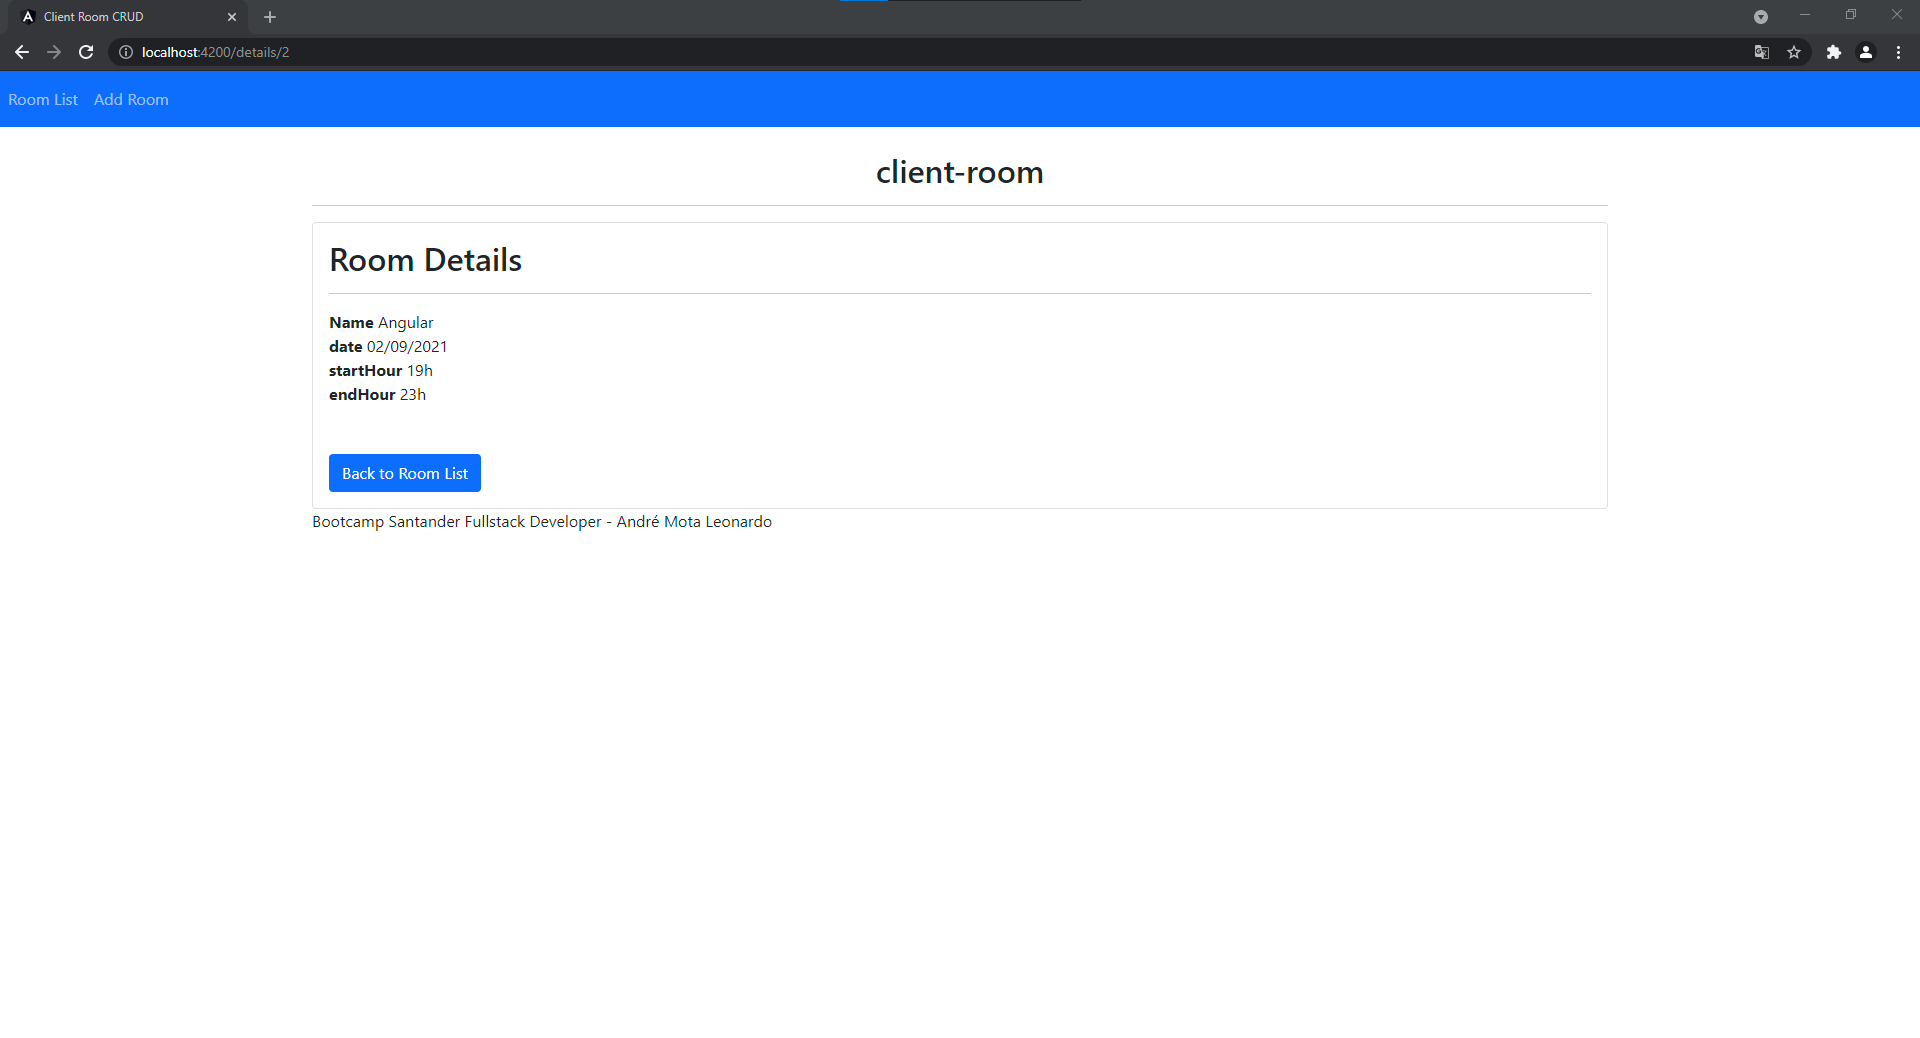 Client Room CRUD
localhost:4200/details/2
Room List Add Room
client-room
Room Details
Name Angular
date 02/09/2021
startHour 19h
endHour 23h
Back to Room List
Bootcamp Santander Fullstack Developer - André Mota Leonardo